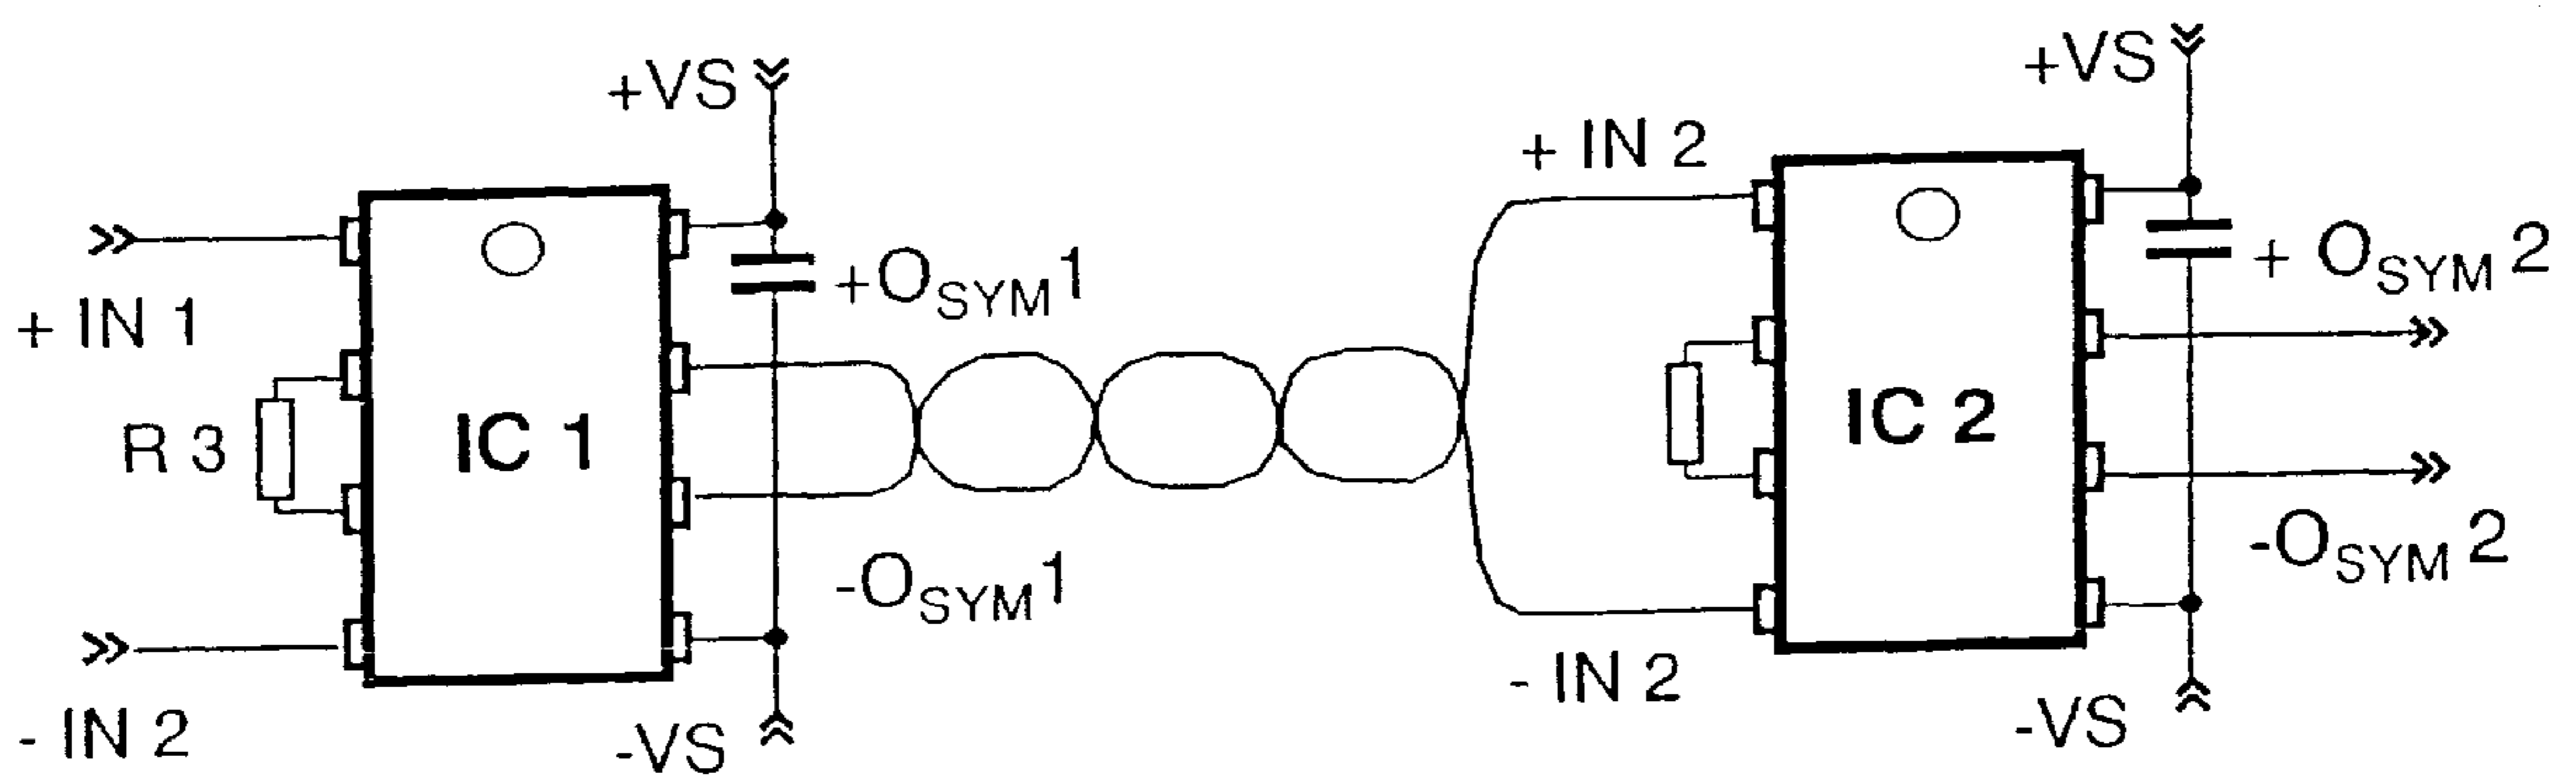 +VS
+ IN 1
R 3
- IN 2
IC 1
+OSYM1
-OSYM1
-VS
+ IN 2
- IN 2
+VS
IC 2
+ OSYM 2
-OSYM 2
-VS